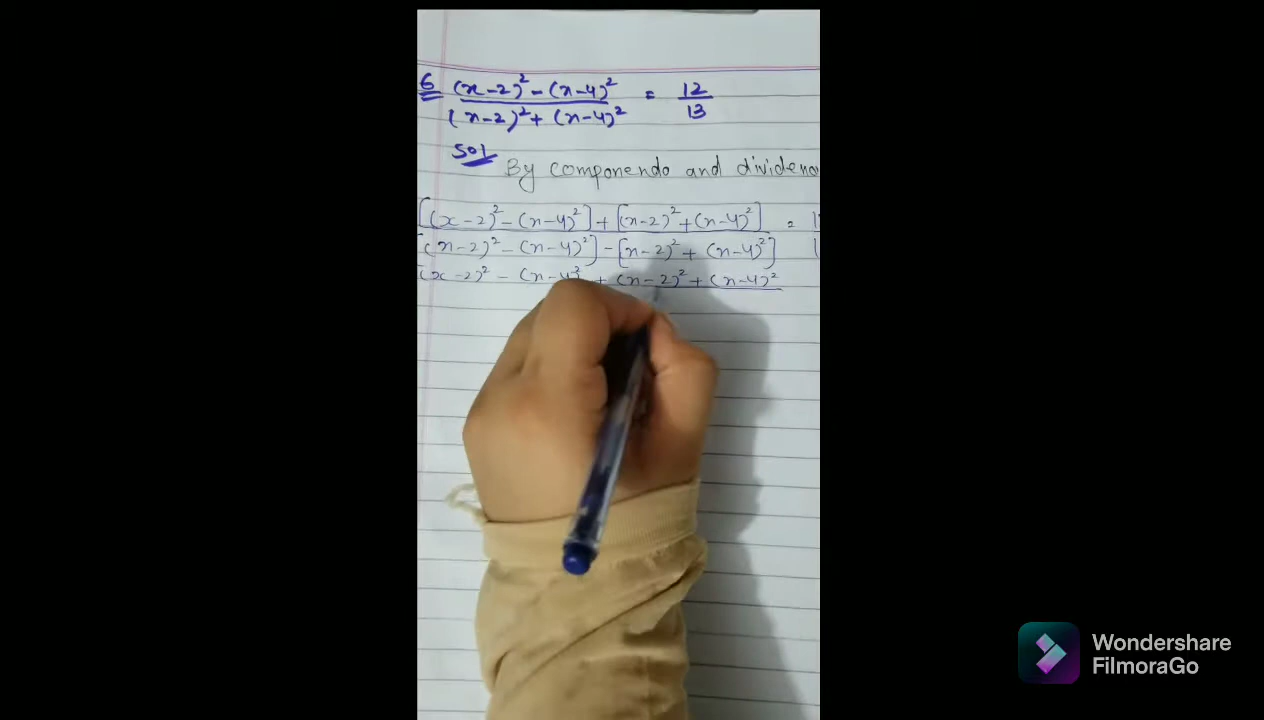 6 (x-2)² - (x-4)² = 12
(x-2)² + (x-4)² 13
Sol
By componendo and
[(x-2)² - (x-4)²] + [(x-2)² + (x-4)²] =
[(x-2)² - (x-4)²] - [(x-2)² + (x-4)²]
(x-2)² - (x-4)² + (x-2)² + (x-4)²
Wondershare
FilmoraGo